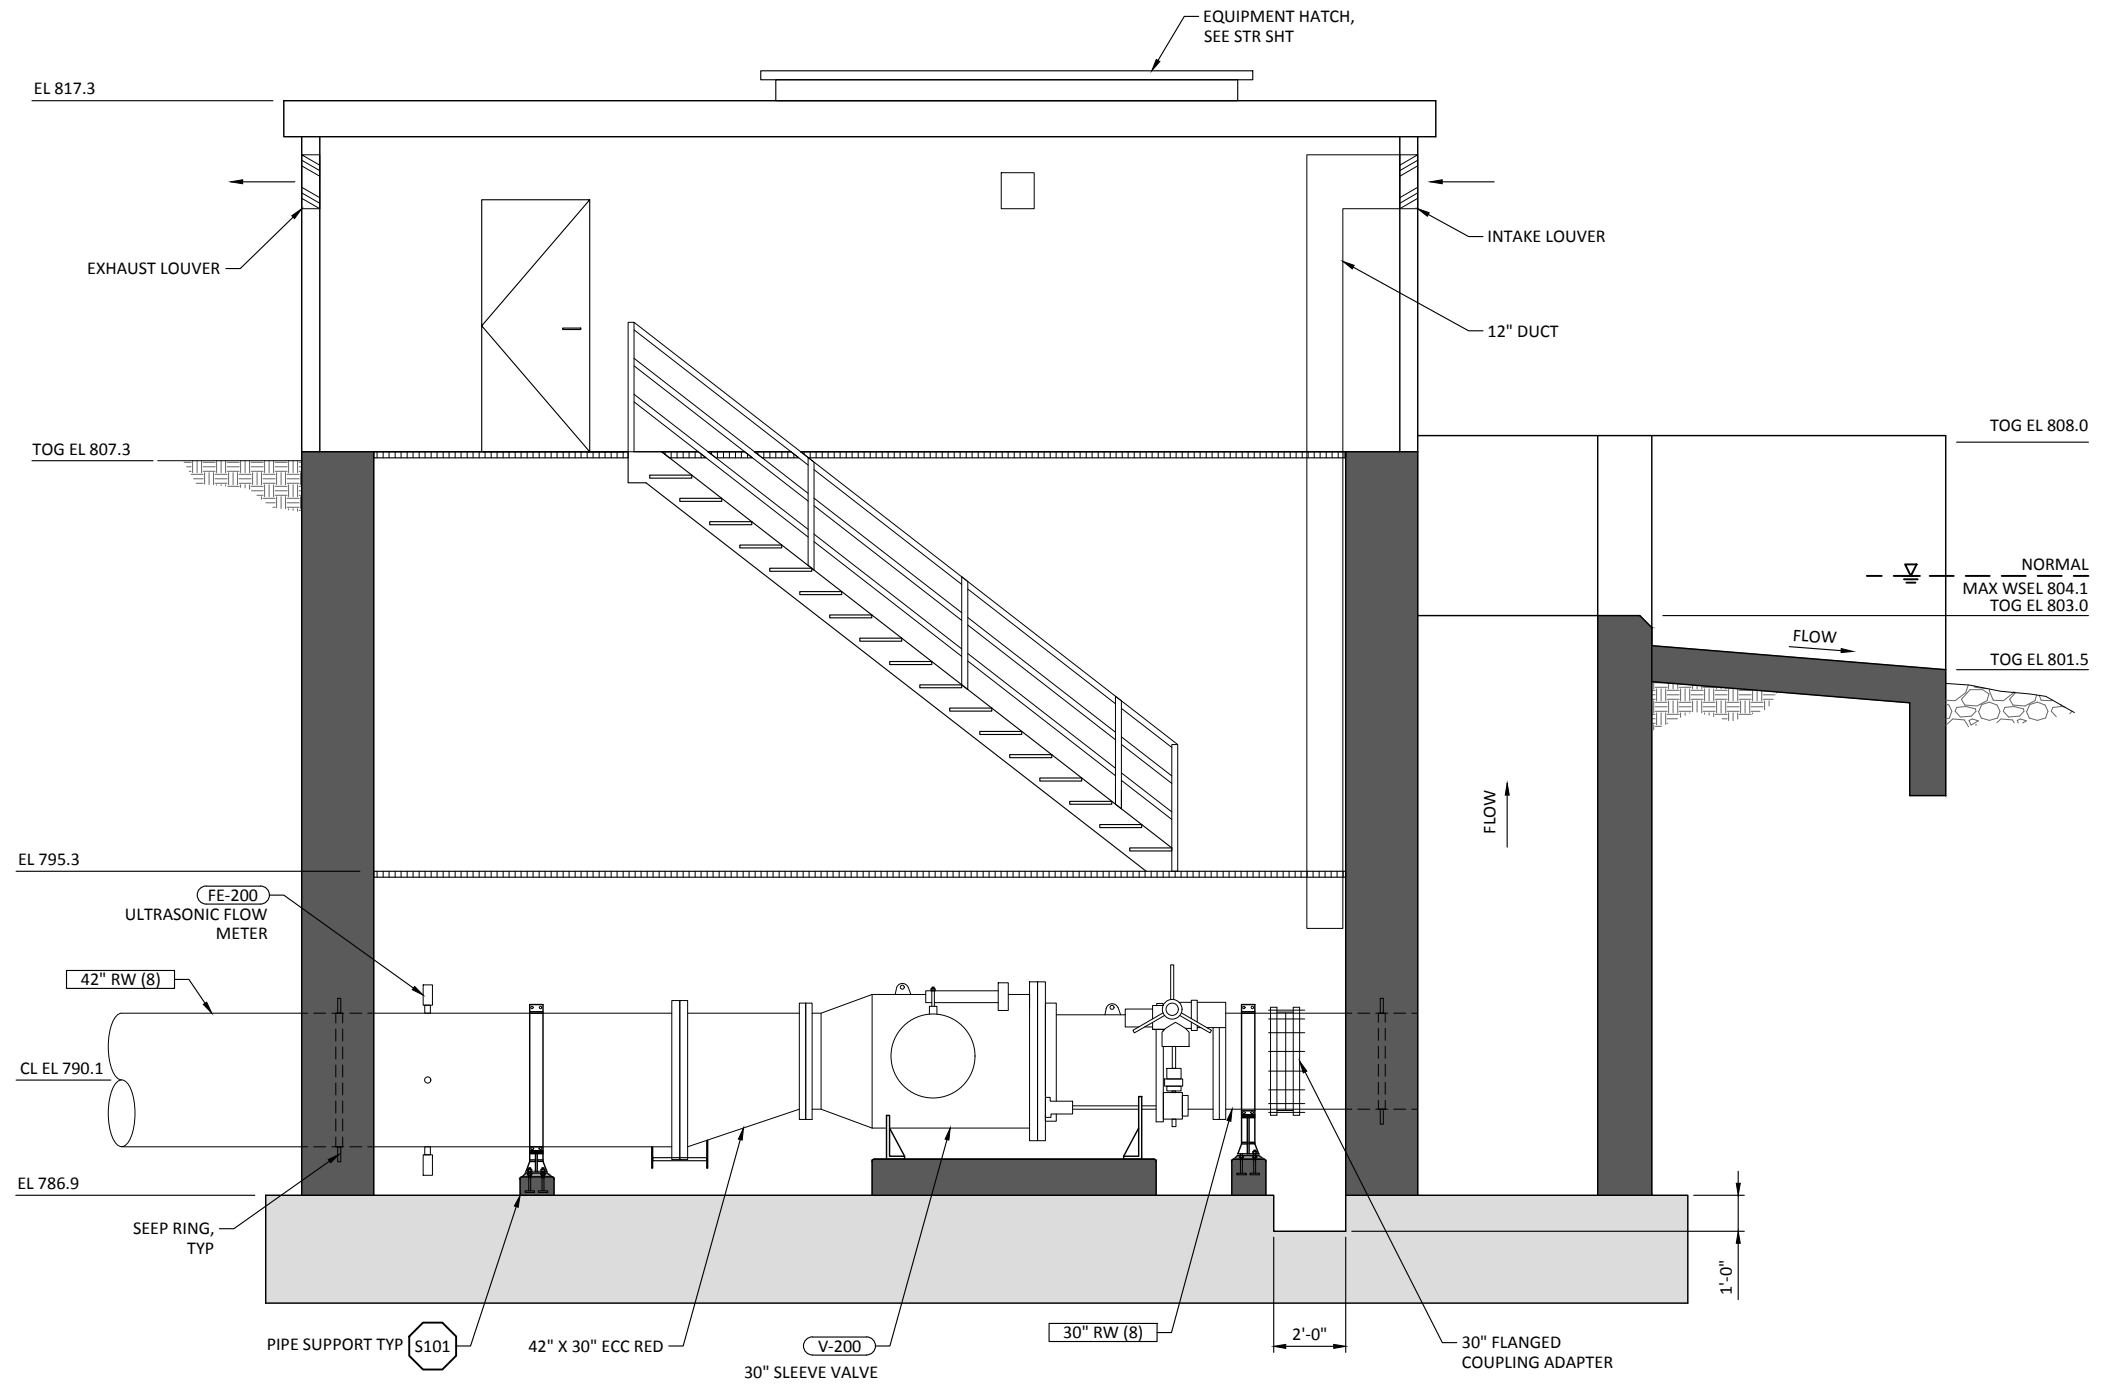 EQUIPMENT HATCH,
SEE STR SHT
EL 817.3
INTAKE LOUVER
EXHAUST LOUVER
12" DUCT
TOG EL 807.3
TOG EL 808.0
NORMAL
MAX WSEL 804.1
TOG EL 803.0
FLOW
TOG EL 801.5
FLOW
EL 795.3
FE-200
ULTRASONIC FLOW
METER
42" RW (8)
CL EL 790.1
EL 786.9
SEEP RING,
TYP
1'-0"
PIPE SUPPORT TYP S101
42" X 30" ECC RED
V-200
30" SLEEVE VALVE
30" RW (8)
2'-0"
30" FLANGED
COUPLING ADAPTER